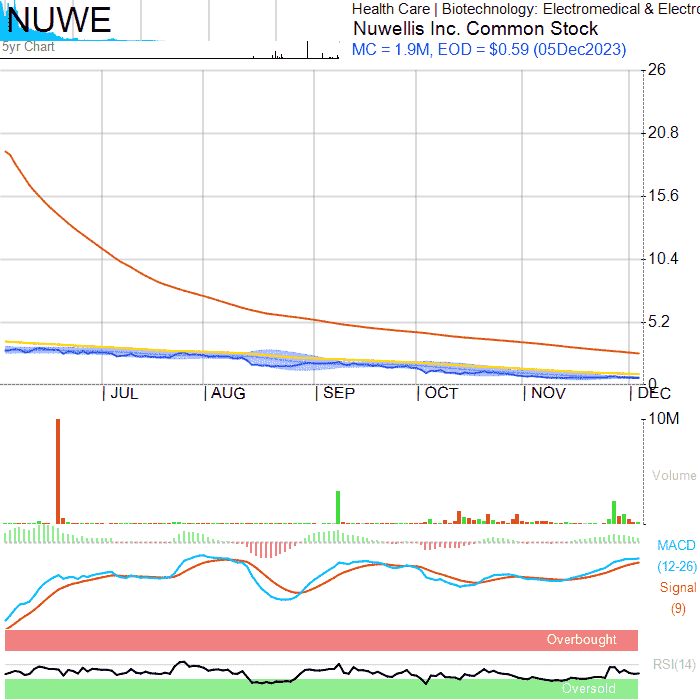 NUWE
Health Care | Biotechnology: Electromedical & Electro
Nuwellis Inc. Common Stock
5yr Chart
MC = 1.9M, EOD = $0.59 (05Dec2023)
26
20.8
15.6
10.4
5.2
0
JUL AUG SEP OCT NOV DEC
10M
Volume
MACD
(12-26)
Signal
(9)
Overbought
RSI(14)
Oversold